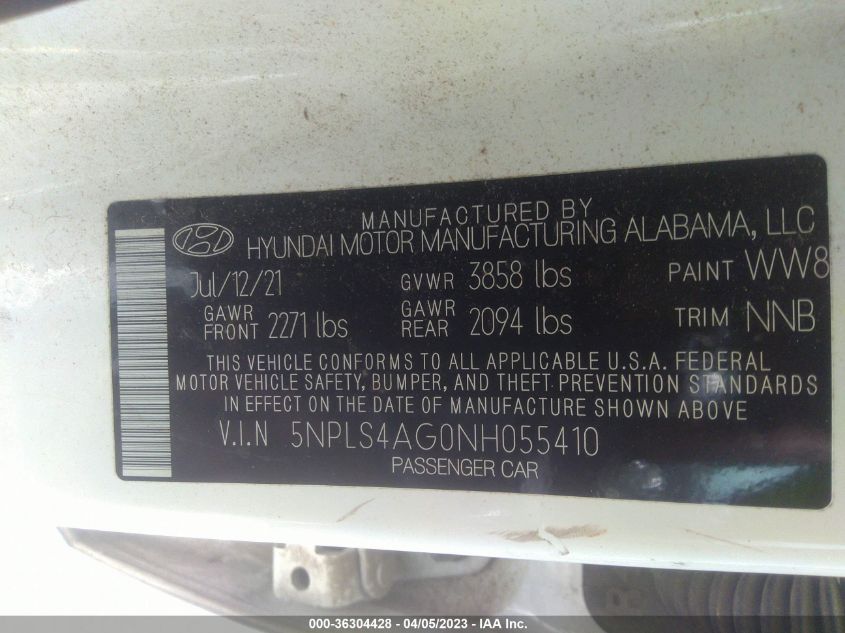 MANUFACTURED BY
HYUNDAI MOTOR MANUFACTURING ALABAMA, LLC
Jul/12/21 GVWR 3858 lbs PAINT WW8
GAWR FRONT 2271 lbs GAWR REAR 2094 lbs TRIM NNB
THIS VEHICLE CONFORMS TO ALL APPLICABLE U.S.A. FEDERAL
MOTOR VEHICLE SAFETY, BUMPER, AND THEFT PREVENTION STANDARDS
IN EFFECT ON THE DATE OF MANUFACTURE SHOWN ABOVE
V.I.N 5NPLS4AG0NH055410
PASSENGER CAR
000-36304428 - 04/05/2023 - IAA Inc.